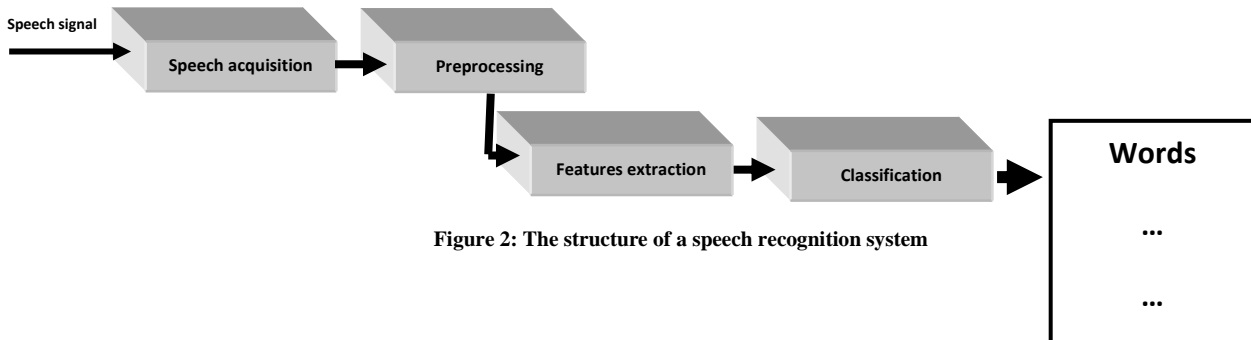 Speech signal
Speech acquisition
Preprocessing
Features extraction
Classification
Words
...
...
Figure 2: The structure of a speech recognition system